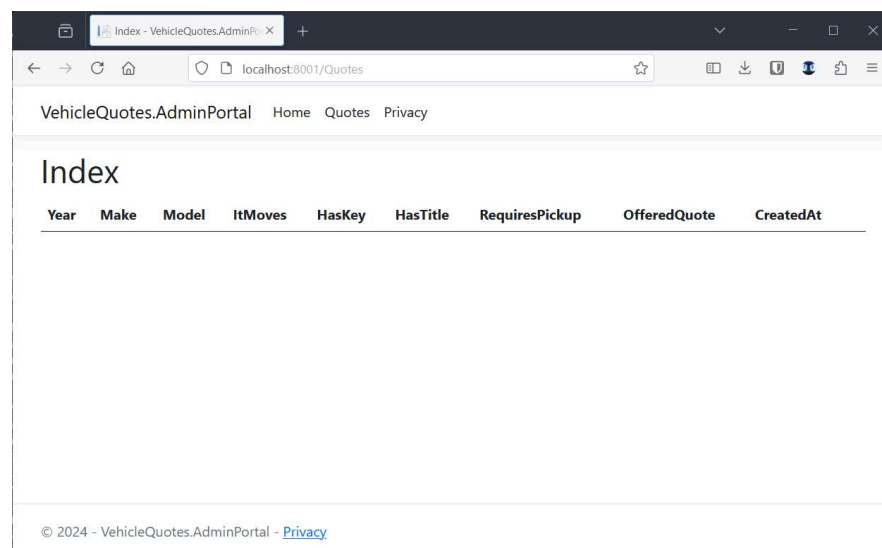 Index - VehicleQuotes.AdminPo
localhost:8001/Quotes
VehicleQuotes.AdminPortal Home Quotes Privacy
Index
Year Make Model ItMoves HasKey HasTitle RequiresPickup OfferedQuote CreatedAt
© 2024 - VehicleQuotes.AdminPortal - Privacy